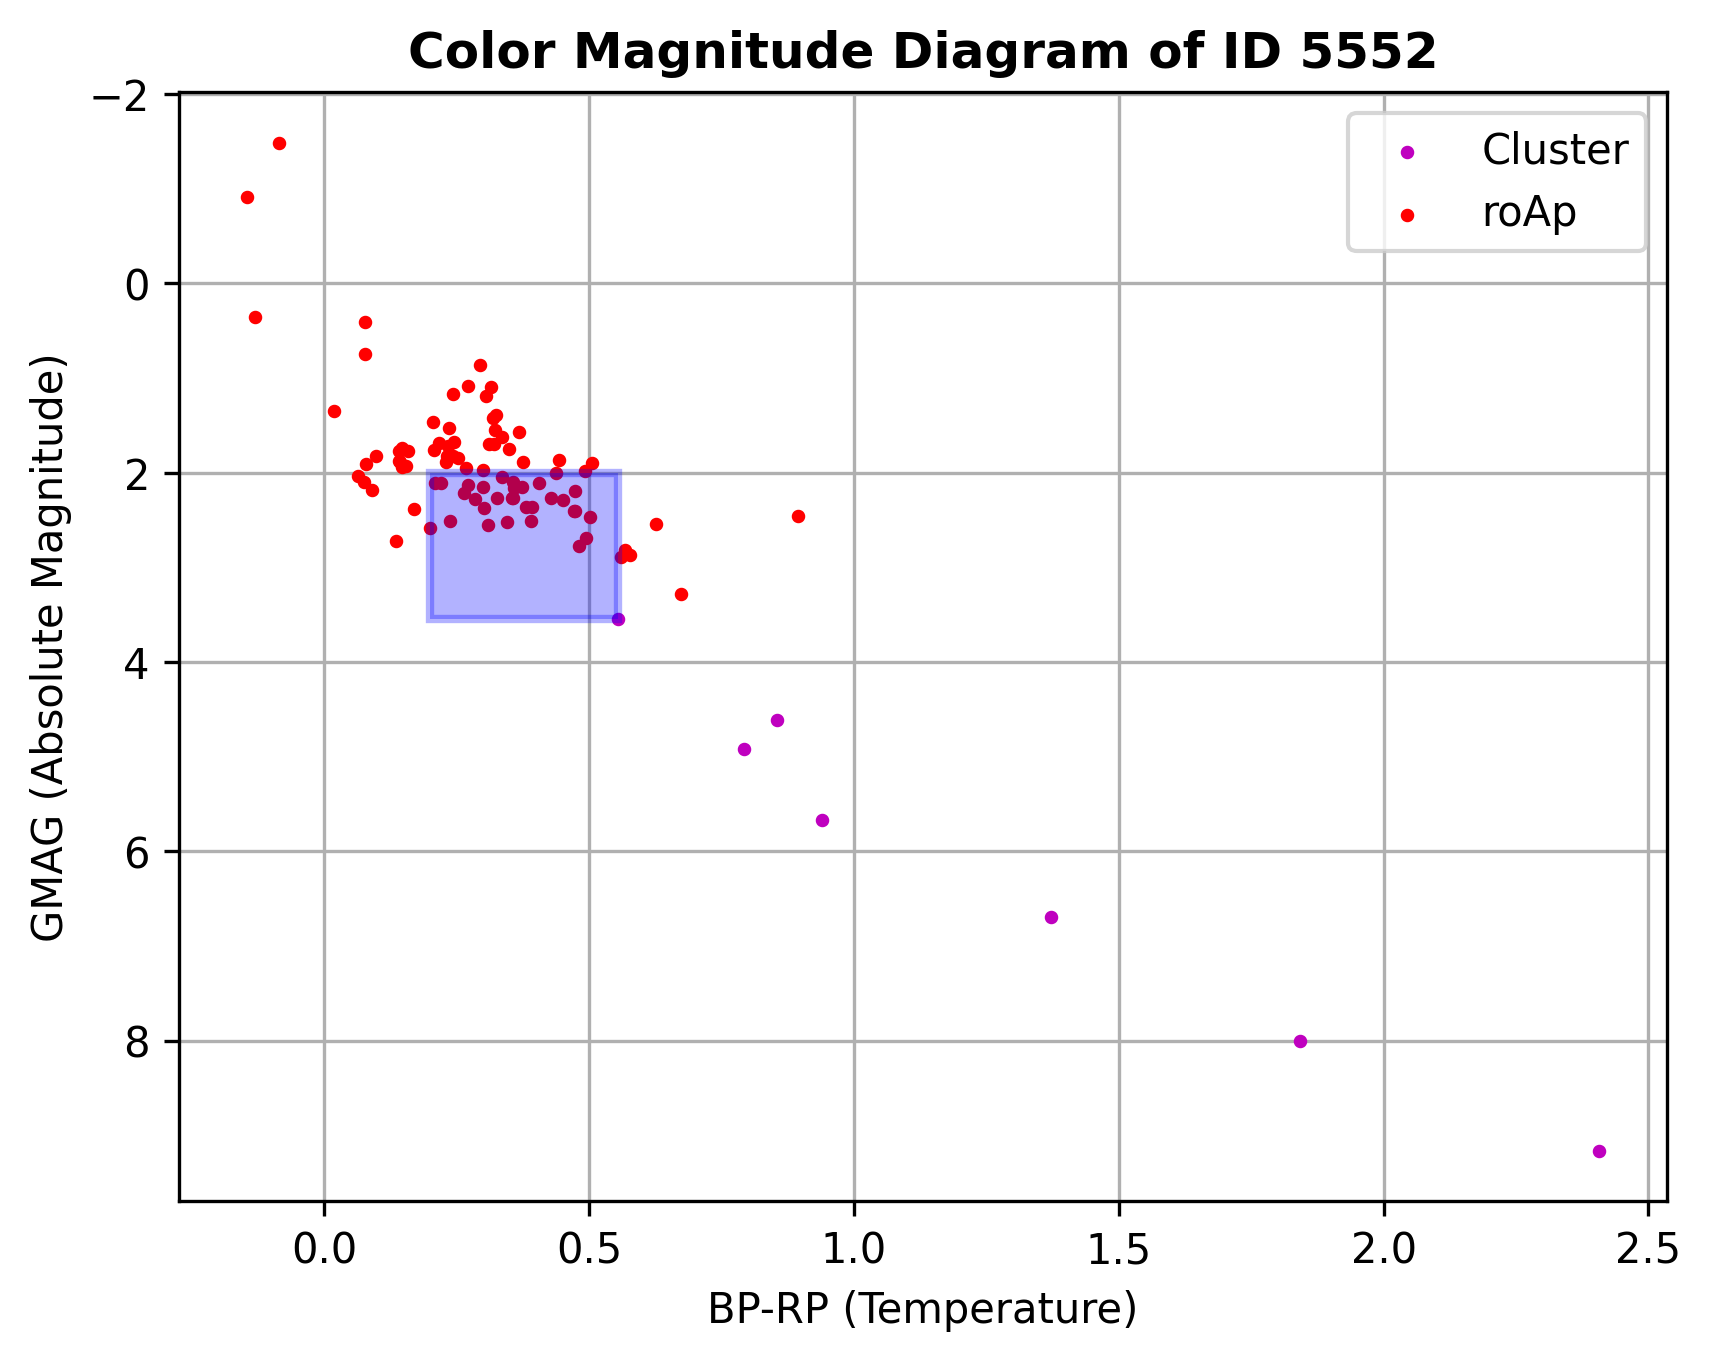 Color Magnitude Diagram of ID 5552
Cluster
roAp
GMAG (Absolute Magnitude)
−2
0
2
4
6
8
0.0 0.5 1.0 1.5 2.0 2.5
BP-RP (Temperature)